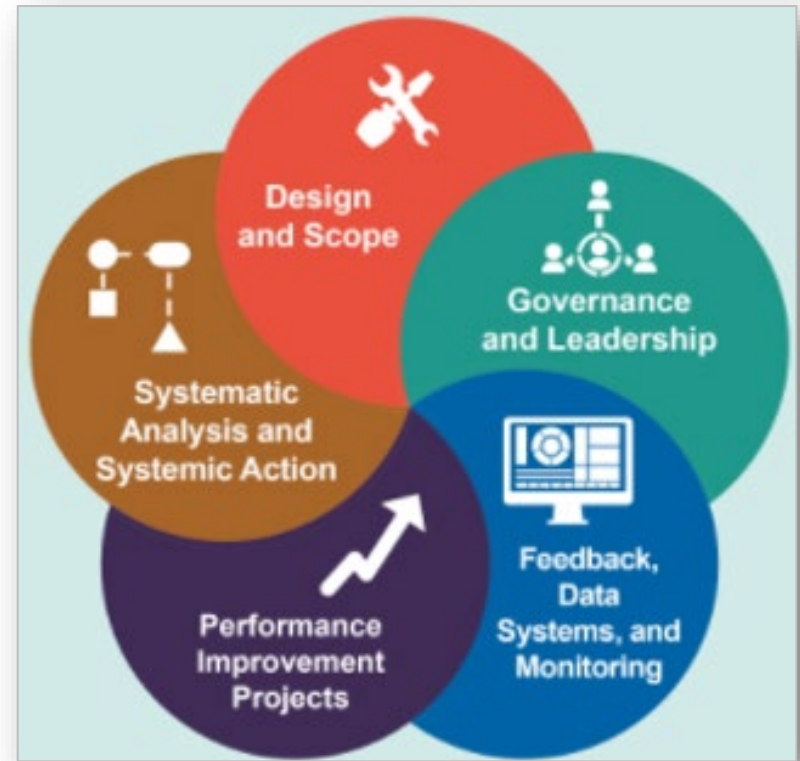 Design
and Scope
Governance
and Leadership
Feedback,
Data
Systems, and
Monitoring
Performance
Improvement
Projects
Systematic
Analysis and
Systemic Action